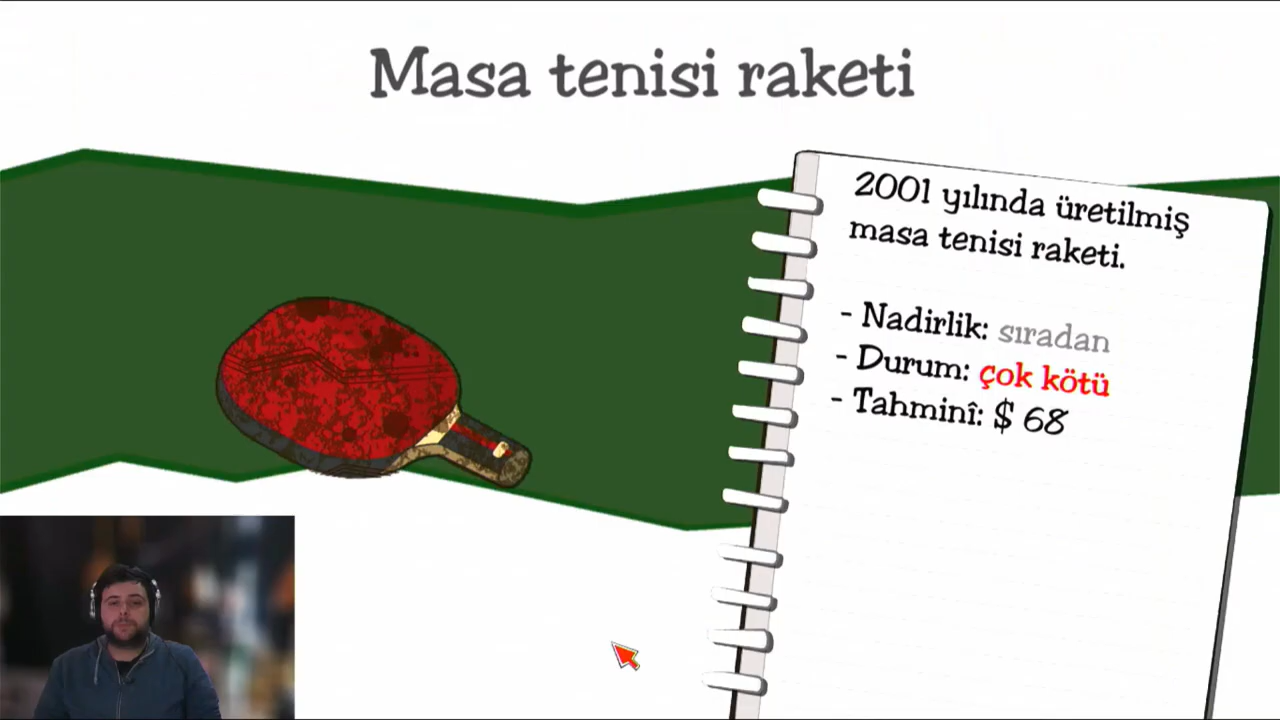 Masa tenisi raketi
2001 yılında üretilmiş
masa tenisi raketi.
- Nadirlik: sıradan
- Durum: çok kötü
- Tahminî: $ 68